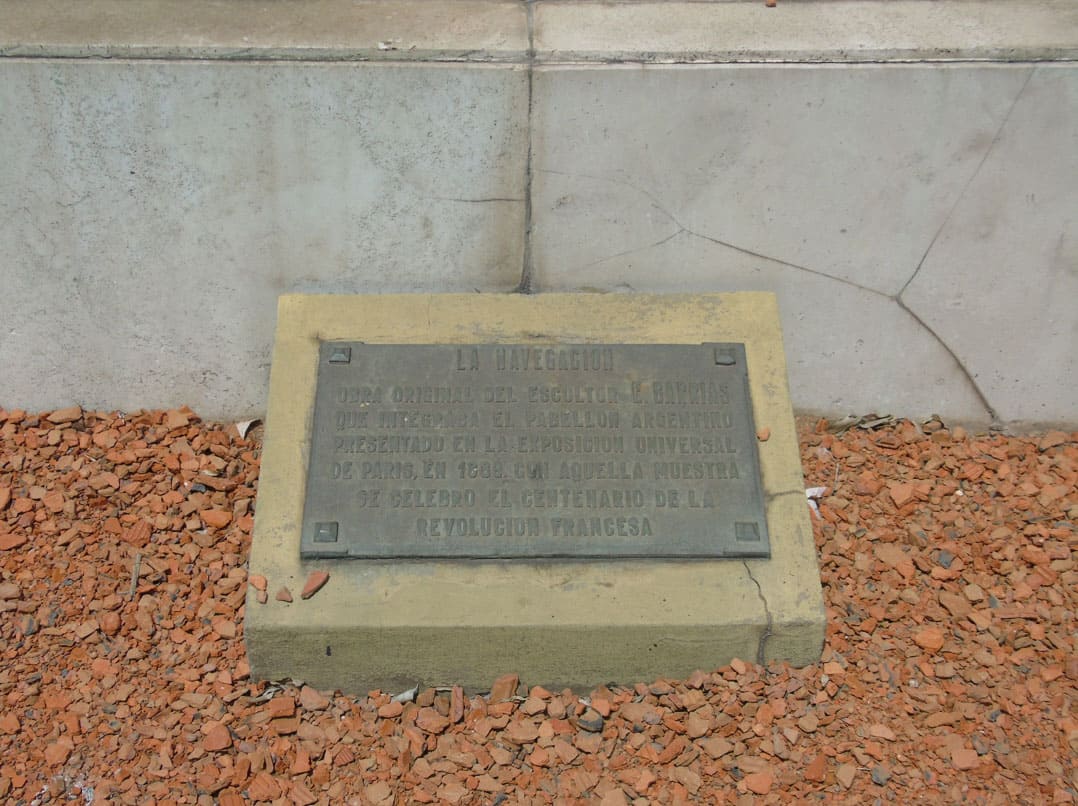 LA NAVEGACION
OBRA ORIGINAL DEL ESCULTOR E. BARRIAS
QUE INTEGRABA EL PABELLON ARGENTINO
PRESENTADO EN LA EXPOSICION UNIVERSAL
DE PARIS, EN 1889. CON AQUELLA MUESTRA
SE CELEBRO EL CENTENARIO DE LA
REVOLUCION FRANCESA